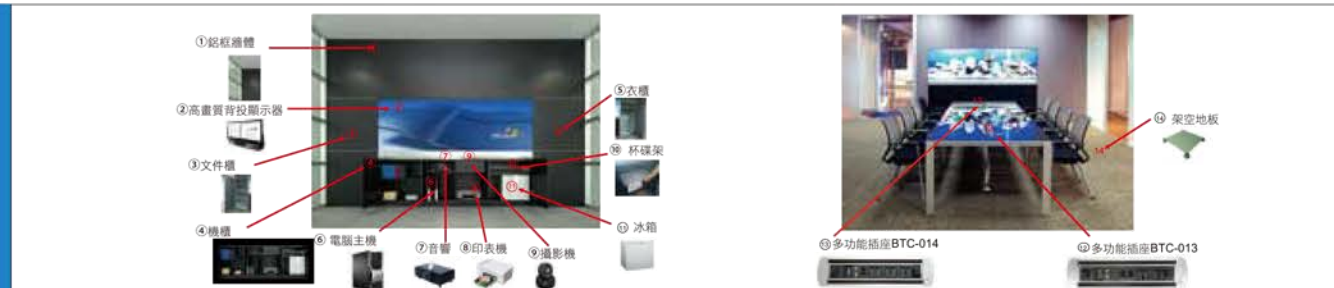 ①鋁框牆體
②高畫質背投顯示器
③文件櫃
④機櫃
⑤衣櫃
⑩ 杯碟架
⑪ 冰箱
⑥ 電腦主機
⑦音響
⑧印表機
⑨攝影機
⑭ 架空地板
⑬多功能插座BTC-014
⑫多功能插座BTC-013